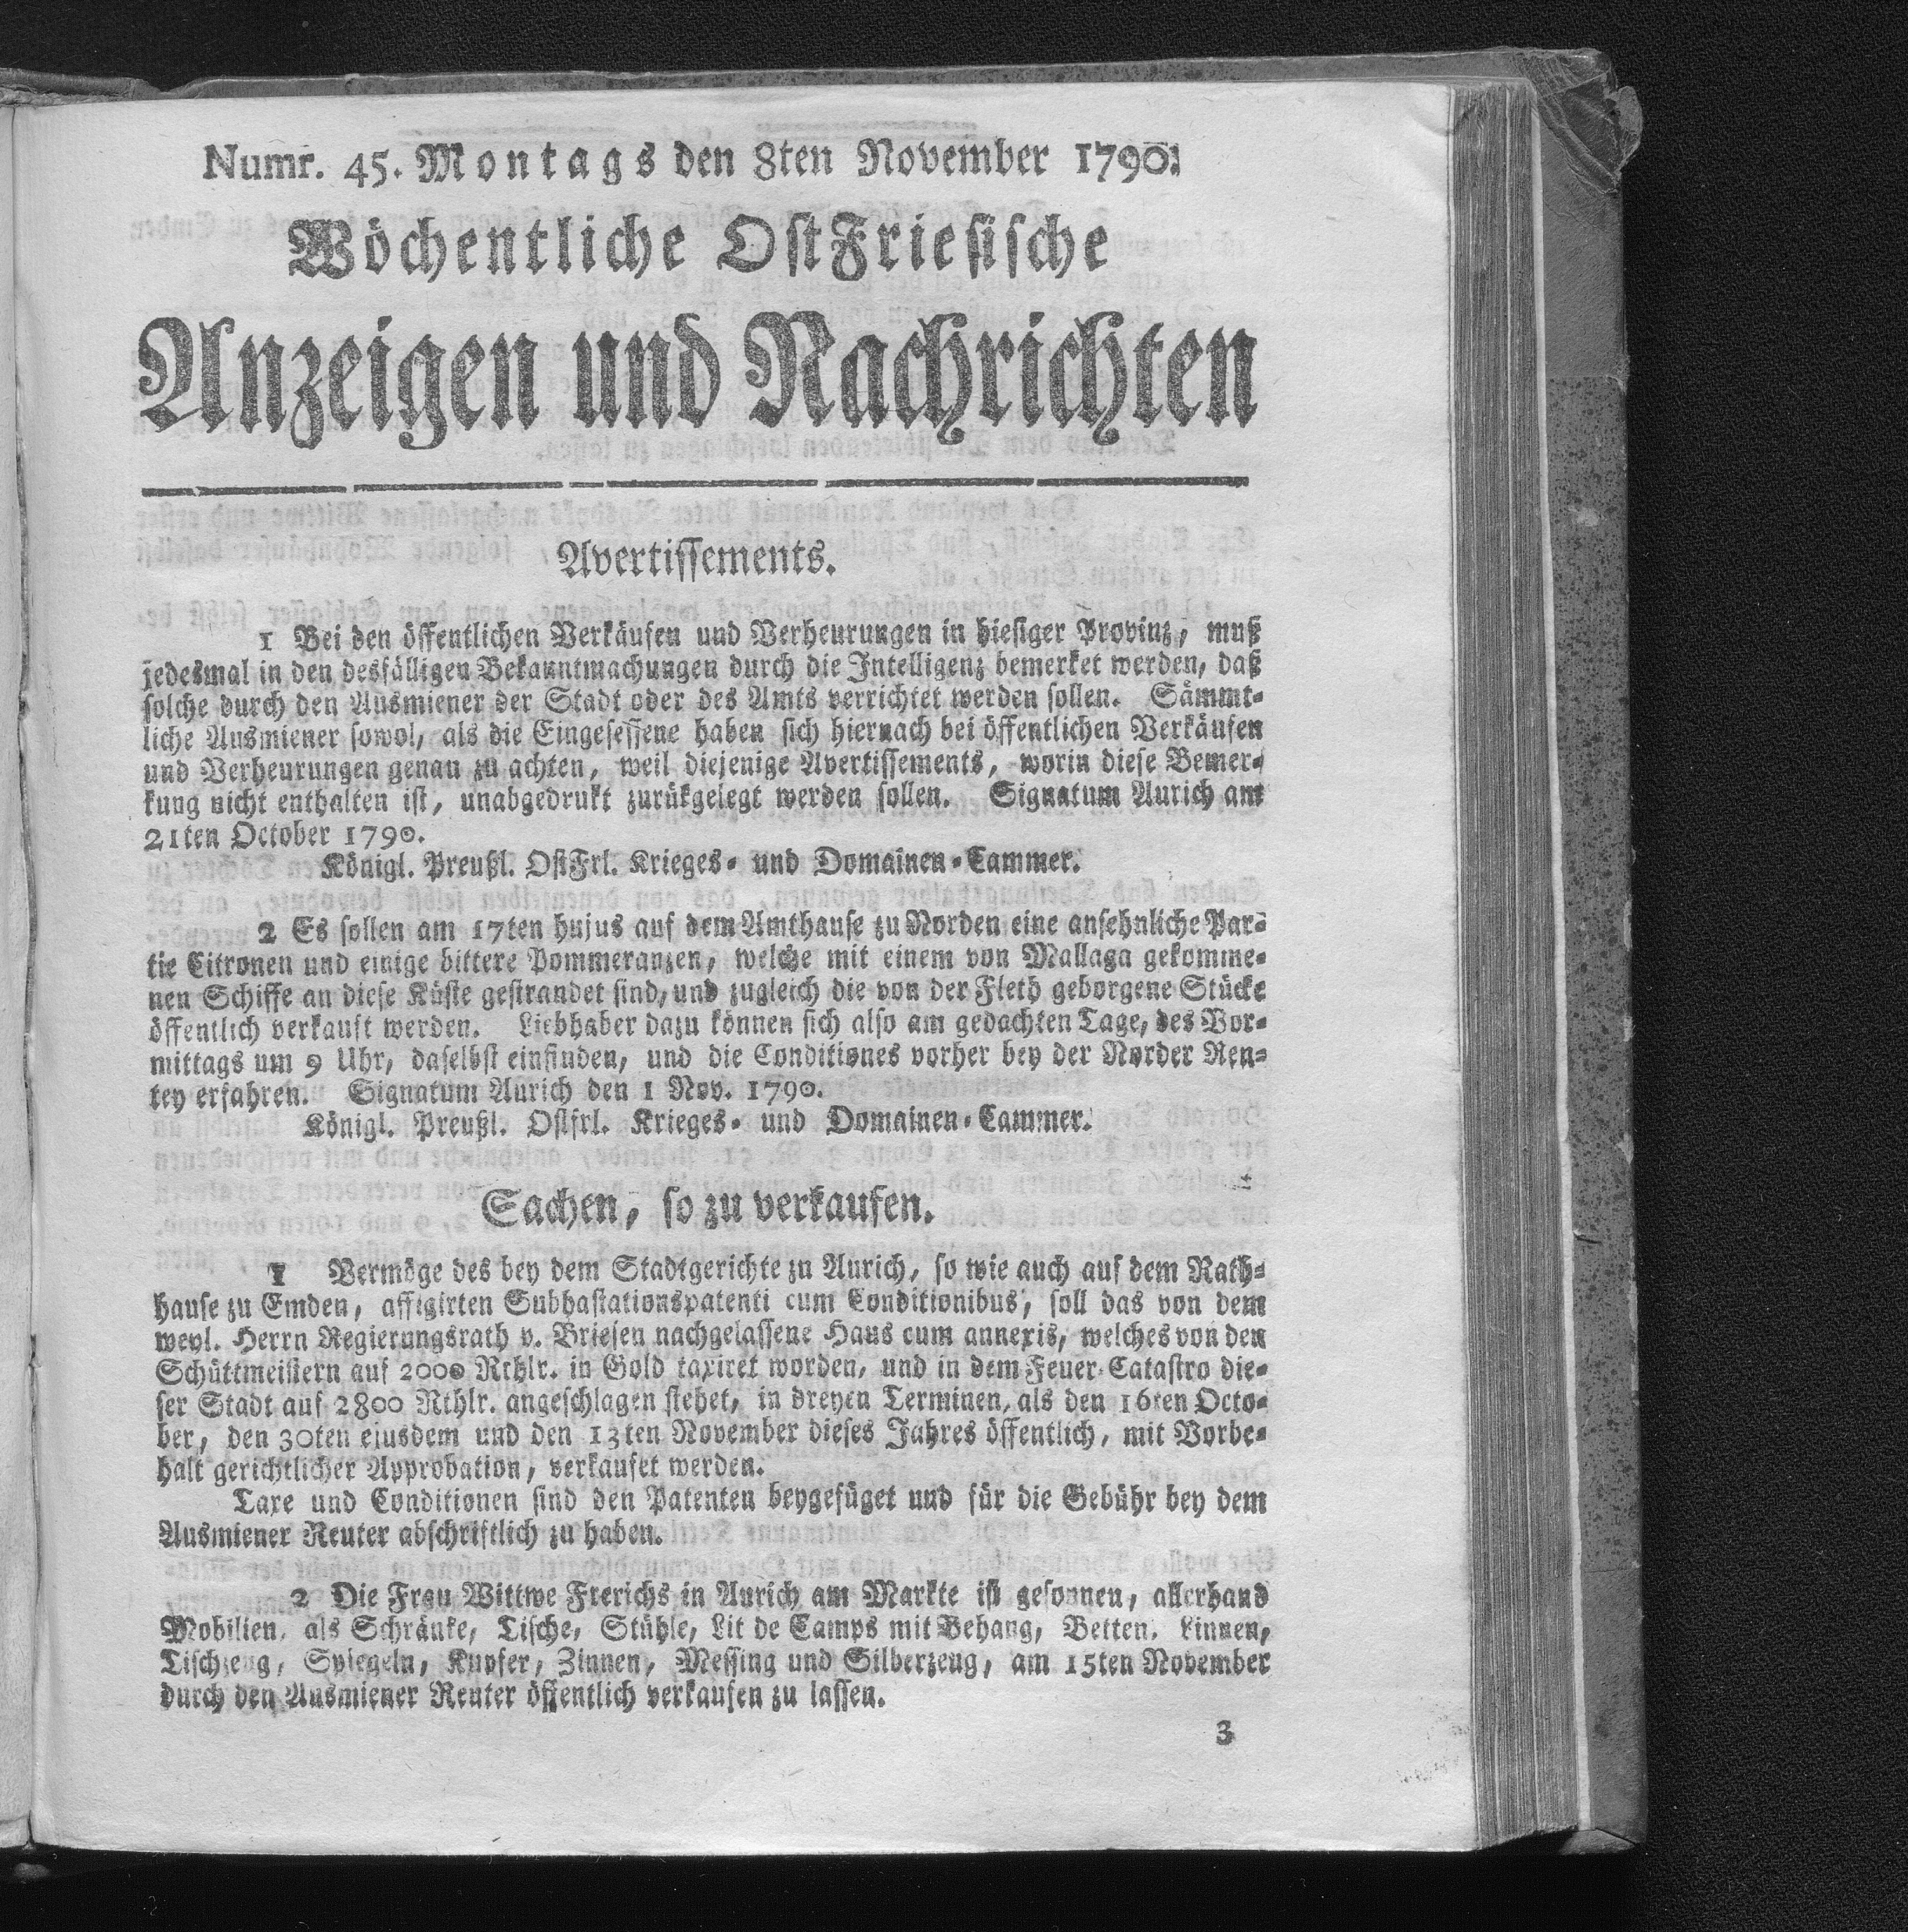 Numr. 45. Montags den 8ten November 1790.
Wöchentliche OstFriesische
Anzeigen und Nachrichten
Avertissements.
1 Bei den öffentlichen Verkäufen und Verheurungen in hiesiger Provinz, muß
jedesmal in den desfälligen Bekanntmachungen durch die Intelligenz bemerket werden, daß
solche durch den Ausmiener der Stadt oder des Amts verrichtet werden sollen. Sämmt-
liche Ausmiener sowol, als die Eingesessene haben sich hiernach bei öffentlichen Verkäufen
und Verheurungen genau zu achten, weil diejenige Avertissements, worin diese Bemer-
kung nicht enthalten ist, unabgedrukt zurükgelegt werden sollen. Signatum Aurich am
21ten October 1790.
Königl. Preußl. OstFrl. Krieges- und Domainen-Cammer.
2 Es sollen am 17ten hujus auf dem Amthause zu Norden eine ansehnliche Par-
tie Citronen und einige bittere Pommeranzen, welche mit einem von Mallaga gekomme-
nen Schiffe an diese Küste gestrandet sind, und zugleich die von der Fleth geborgene Stücke
öffentlich verkauft werden. Liebhaber dazu können sich also am gedachten Tage, des Vor-
mittags um 9 Uhr, daselbst einfinden, und die Conditiones vorher bey der Norder Ren-
tey erfahren. Signatum Aurich den 1 Nov. 1790.
Königl. Preußl. Ostfrl. Krieges- und Domainen-Cammer.
Sachen, so zu verkaufen.
1 Vermöge des bey dem Stadtgerichte zu Aurich, so wie auch auf dem Rath-
hause zu Emden, affigirten Subhastationspatenti cum Conditionibus, soll das von dem
weyl. Herrn Regierungsrath v. Briesen nachgelassene Haus cum annexis, welches von den
Schüttmeistern auf 2000 Rthlr. in Gold taxiret worden, und in dem Feuer-Catastro die-
ser Stadt auf 2800 Rthlr. angeschlagen stehet, in dreyen Terminen, als den 16ten Octo-
ber, den 30ten ejusdem und den 13ten November dieses Jahres öffentlich, mit Vorbe-
halt gerichtlicher Approbation, verkaufet werden.
Taxe und Conditionen sind den Patenten beygefüget und für die Gebühr bey dem
Ausmiener Reuter abschriftlich zu haben.
2 Die Frau Wittwe Frerichs in Aurich am Markte ist gesonnen, allerhand
Mobilien, als Schränke, Tische, Stühle, Lit de Camps mit Behang, Betten, Linnen,
Tischzeug, Spiegeln, Kupfer, Zinnen, Messing und Silberzeug, am 15ten November
durch den Ausmiener Reuter öffentlich verkaufen zu lassen.
3